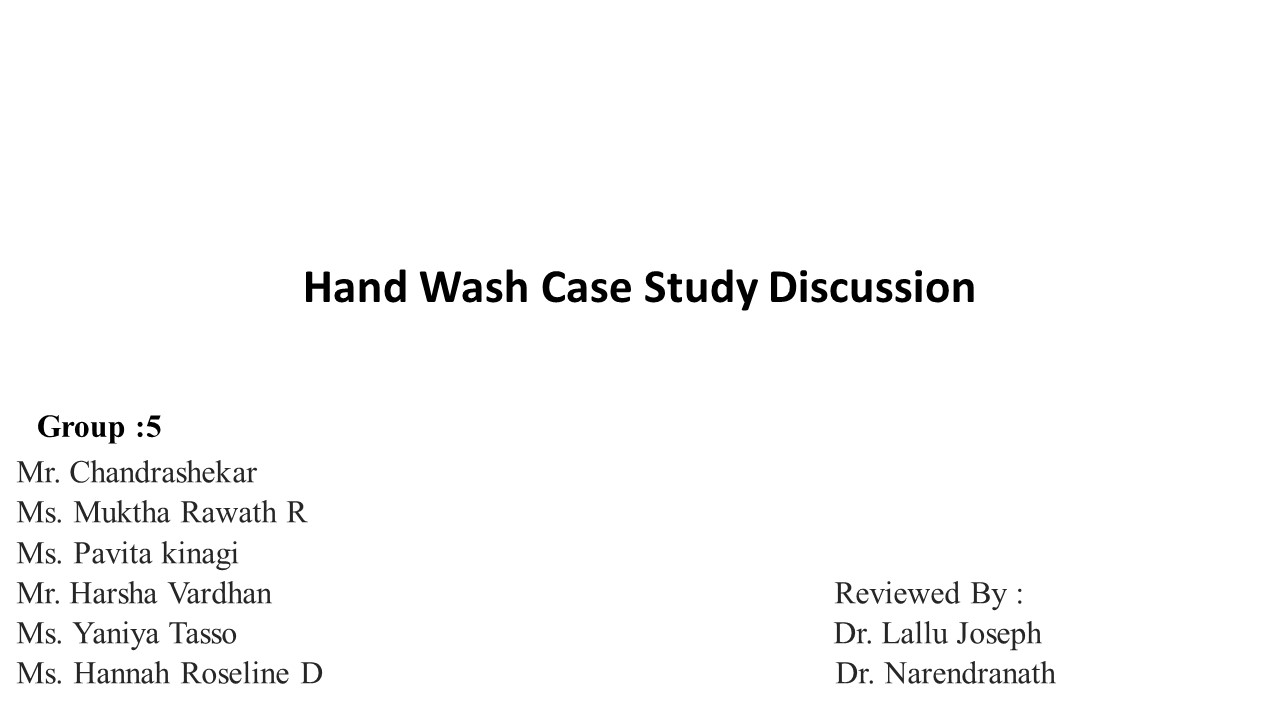 Hand Wash Case Study Discussion
Group :5
Mr. Chandrashekar
Ms. Muktha Rawath R
Ms. Pavita kinagi
Mr. Harsha Vardhan
Ms. Yaniya Tasso
Ms. Hannah Roseline D
Reviewed By :
Dr. Lallu Joseph
Dr. Narendranath